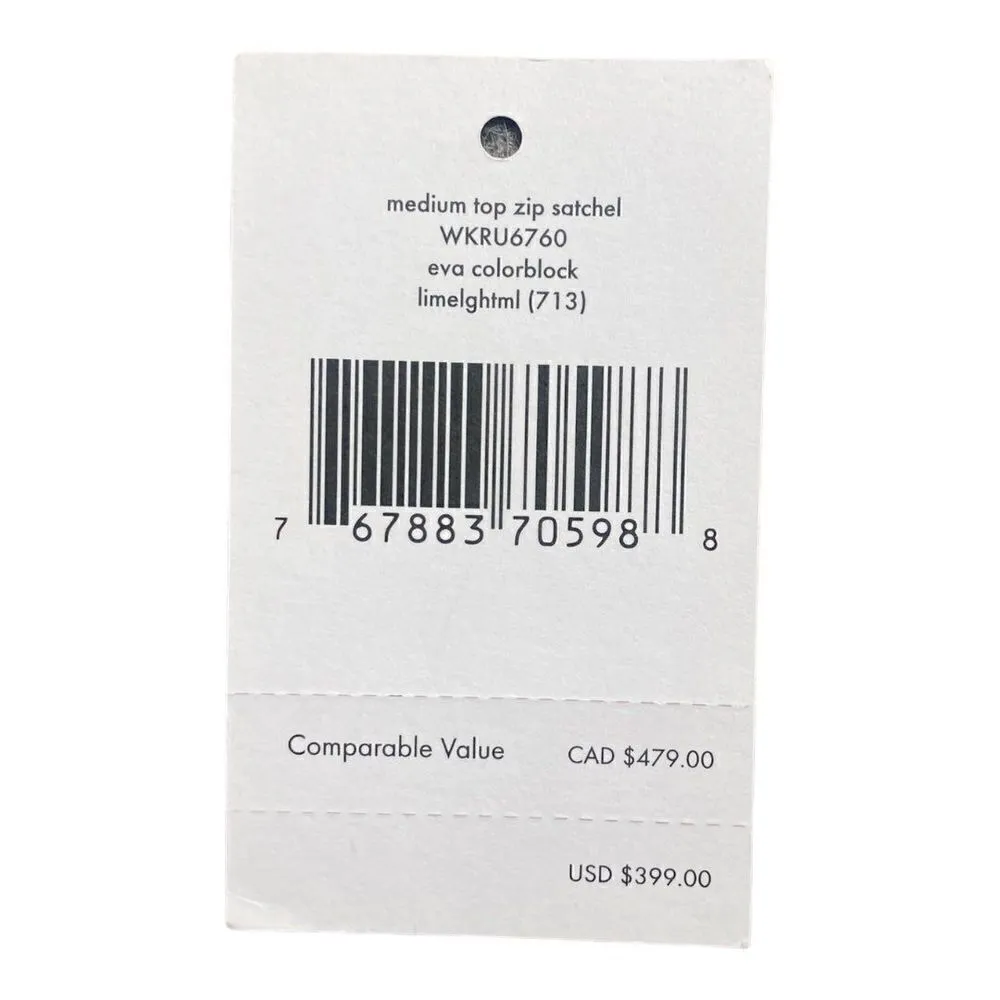 medium top zip satchel
WKRU6760
eva colorblock
limelghtml (713)
7 67883 70598 8
Comparable Value CAD $479.00
USD $399.00